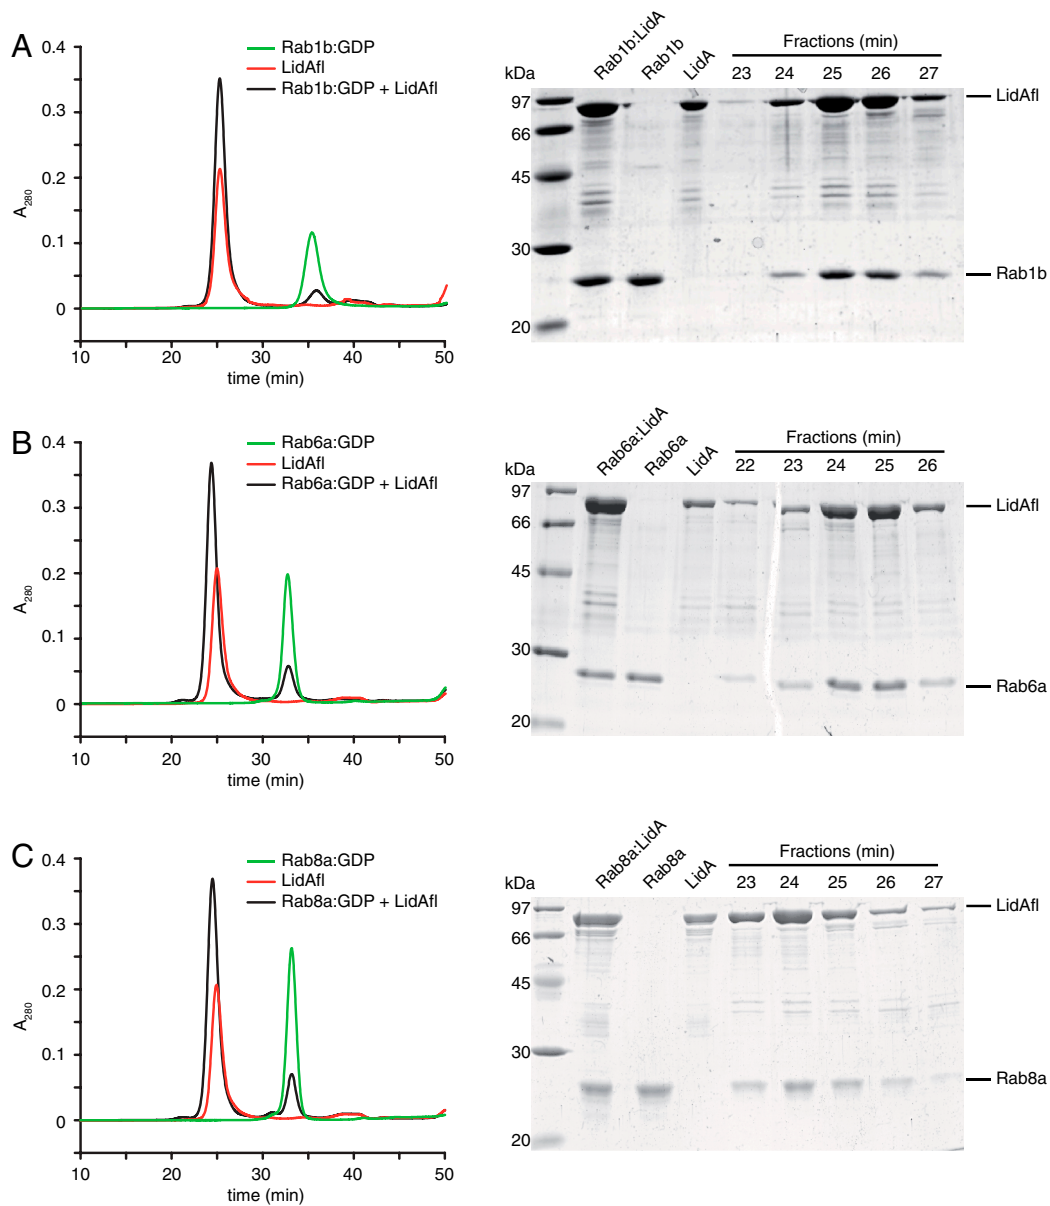 A
Rab1b:GDP
LidAfl
Rab1b:GDP + LidAfl
0.4
0.3
0.2
0.1
0
A280
10 20 30 40 50
time (min)
Rab1b:LidA
Rab1b
LidA
Fractions (min)
23 24 25 26 27
kDa
97
66
45
30
20
LidAfl
Rab1b
B
Rab6a:GDP
LidAfl
Rab6a:GDP + LidAfl
0.4
0.3
0.2
0.1
0
A280
10 20 30 40 50
time (min)
Rab6a:LidA
Rab6a
LidA
Fractions (min)
22 23 24 25 26
kDa
97
66
45
30
20
LidAfl
Rab6a
C
Rab8a:GDP
LidAfl
Rab8a:GDP + LidAfl
0.4
0.3
0.2
0.1
0
A280
10 20 30 40 50
time (min)
Rab8a:LidA
Rab8a
LidA
Fractions (min)
23 24 25 26 27
kDa
97
66
45
30
20
LidAfl
Rab8a